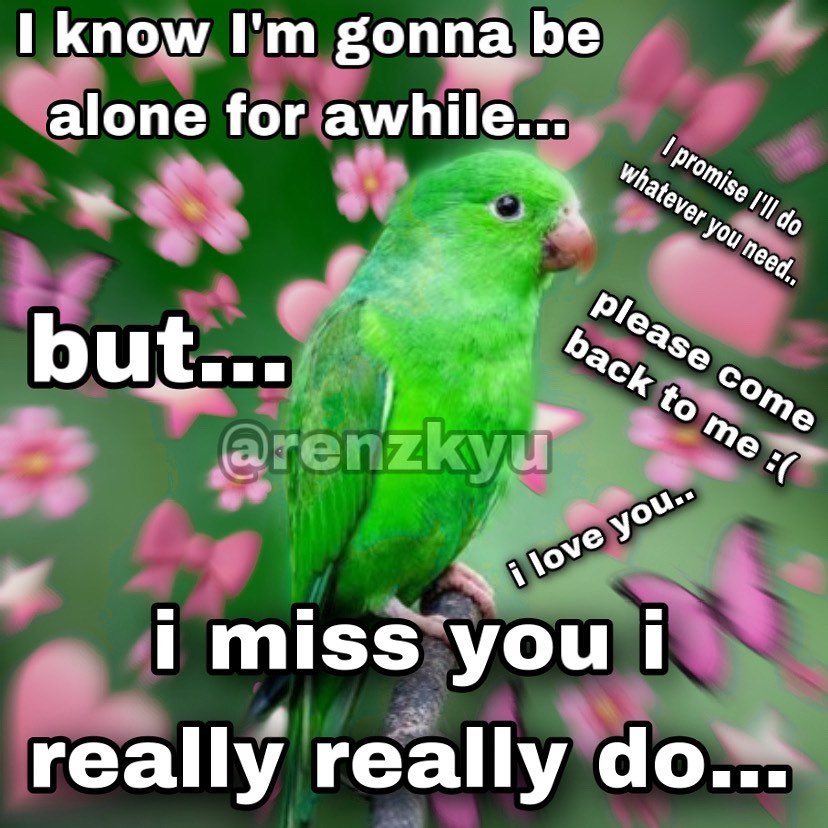 I know I'm gonna be
alone for awhile...
I promise I'll do
whatever you need..
but...
please come
back to me :(
@renzkyu
i love you..
i miss you i
really really do...